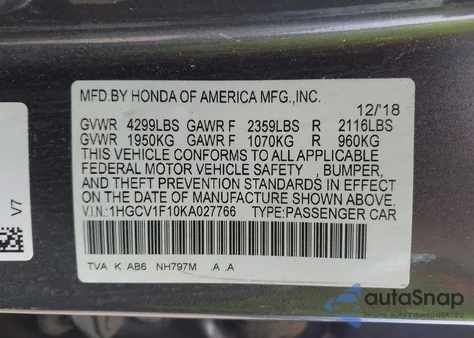 MFD.BY HONDA OF AMERICA MFG.,INC.
12/'18
GVWR 4299LBS GAWR F 2359LBS R 2116LBS
GVWR 1950KG GAWR F 1070KG R 960KG
THIS VEHICLE CONFORMS TO ALL APPLICABLE
FEDERAL MOTOR VEHICLE SAFETY , BUMPER,
AND THEFT PREVENTION STANDARDS IN EFFECT
ON THE DATE OF MANUFACTURE SHOWN ABOVE.
V I N : 1HGCV1F10KA027766 TYPE:PASSENGER CAR
TVA K AB6 NH797M .A .A
V7
autoSnap